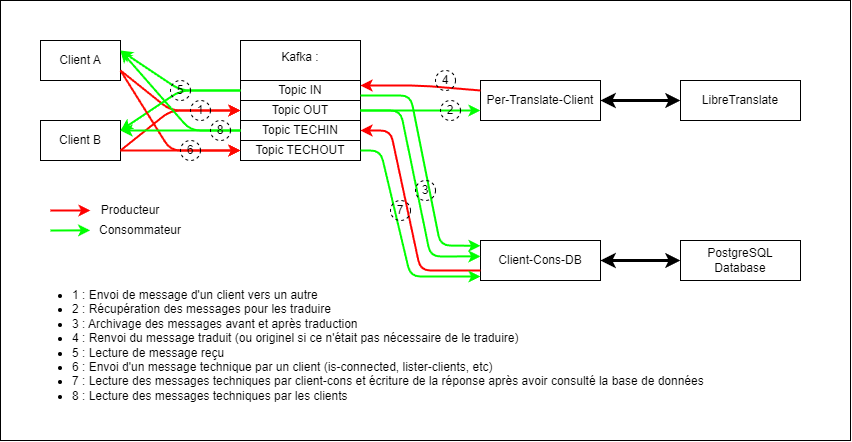 Client A
Kafka :
Topic IN
Topic OUT
Topic TECHIN
Topic TECHOUT
Client B
Per-Translate-Client
LibreTranslate
4
5
1
2
8
6
3
7
Producteur
Consommateur
Client-Cons-DB
PostgreSQL
Database
1 : Envoi de message d'un client vers un autre
2 : Récupération des messages pour les traduire
3 : Archivage des messages avant et après traduction
4 : Renvoi du message traduit (ou originel si ce n'était pas nécessaire de le traduire)
5 : Lecture de message reçu
6 : Envoi d'un message technique par un client (is-connected, lister-clients, etc)
7 : Lecture des messages techniques par client-cons et écriture de la réponse après avoir consulté la base de données
8 : Lecture des messages techniques par les clients